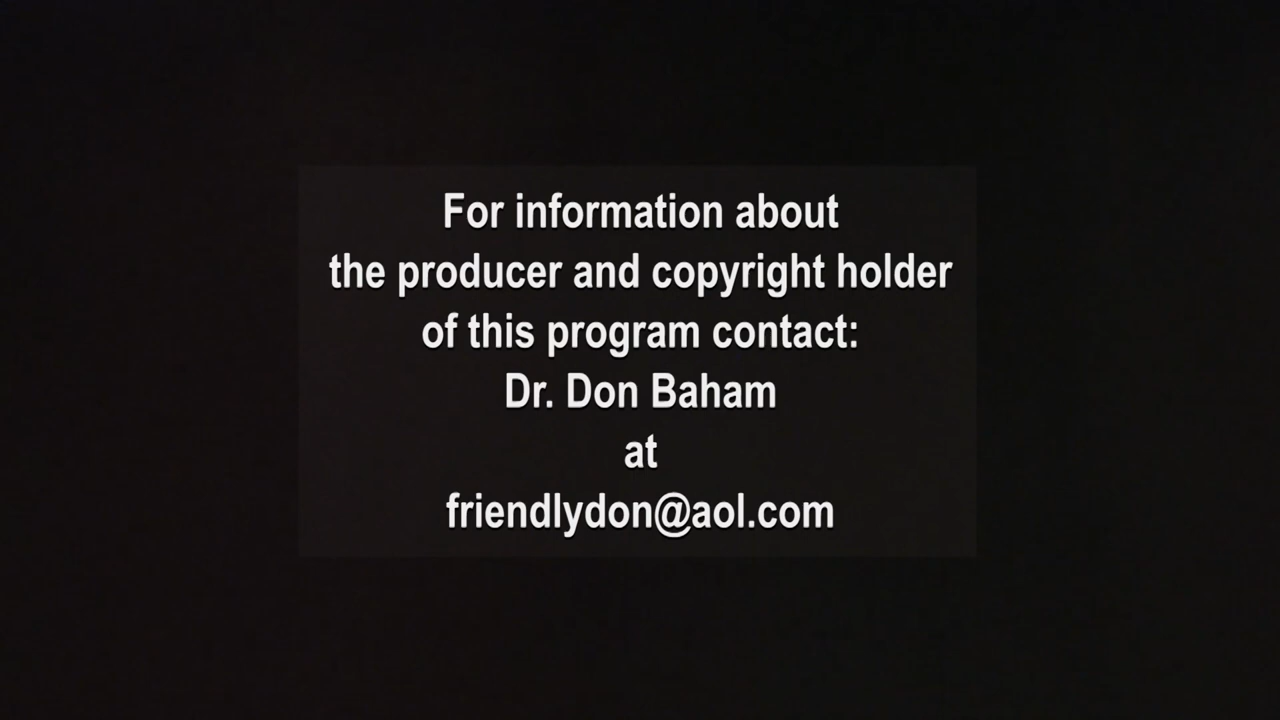 For information about
the producer and copyright holder
of this program contact:
Dr. Don Baham
at
friendlydon@aol.com